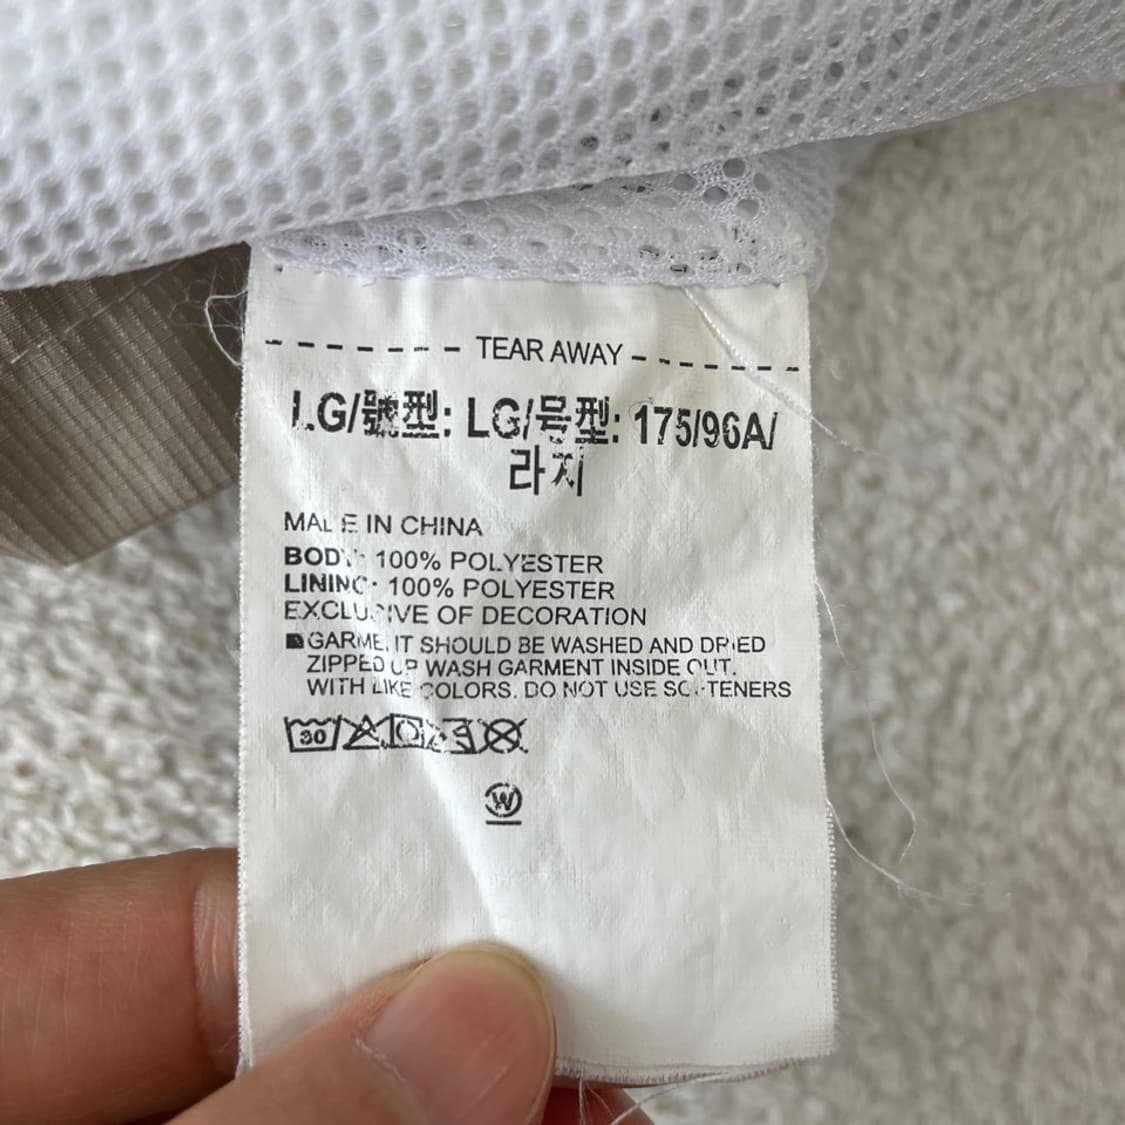 TEAR AWAY
LG/號型: LG/号型: 175/96A/
라지
MADE IN CHINA
BODY: 100% POLYESTER
LINING: 100% POLYESTER
EXCLUSIVE OF DECORATION
GARMENT SHOULD BE WASHED AND DRIED
ZIPPED UP WASH GARMENT INSIDE OUT.
WITH LIKE COLORS. DO NOT USE SOFTENERS
30
W